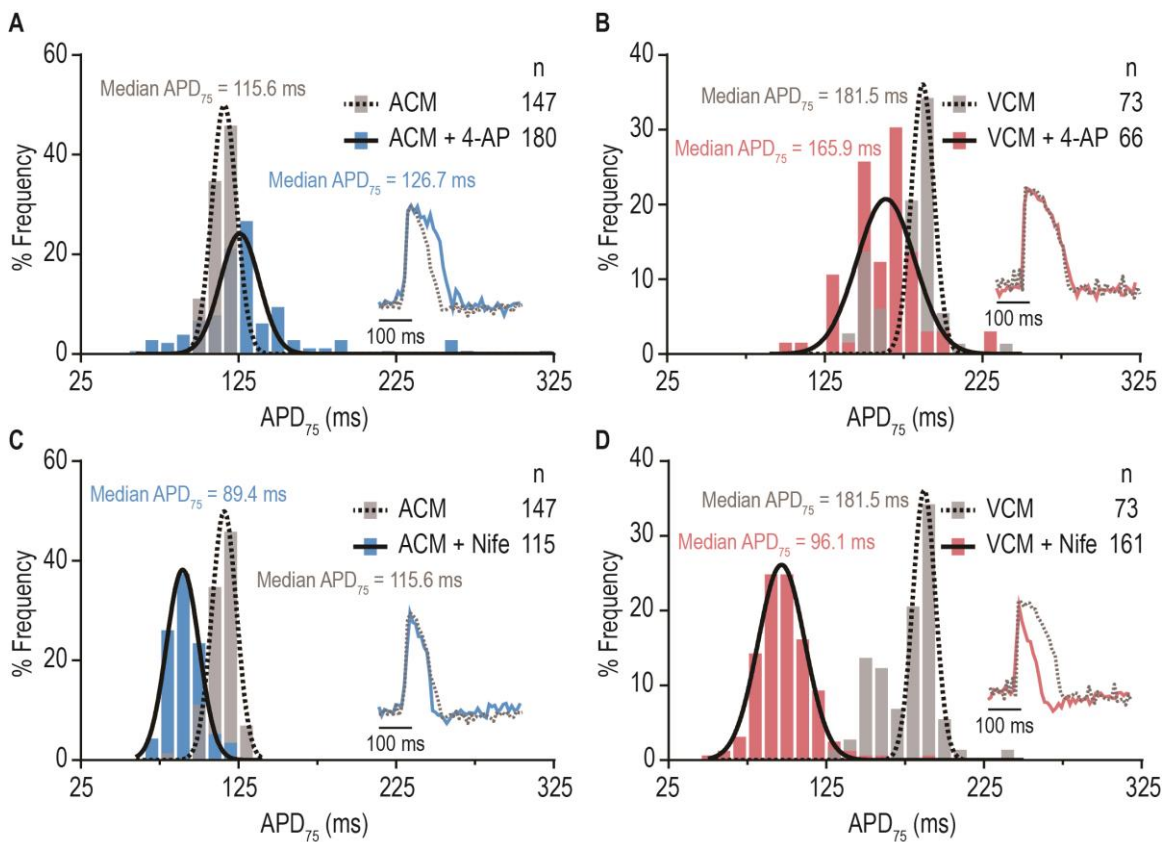 A
60
40
20
0
% Frequency
25
125
225
325
APD75 (ms)
Median APD75 = 115.6 ms
n
ACM 147
ACM + 4-AP 180
Median APD75 = 126.7 ms
100 ms
B
40
30
20
10
0
% Frequency
25
125
225
325
APD75 (ms)
n
Median APD75 = 181.5 ms
VCM 73
VCM + 4-AP 66
Median APD75 = 165.9 ms
100 ms
C
60
40
20
0
% Frequency
25
125
225
325
APD75 (ms)
n
Median APD75 = 89.4 ms
ACM 147
ACM + Nife 115
Median APD75 = 115.6 ms
100 ms
D
40
30
20
10
0
% Frequency
25
125
225
325
APD75 (ms)
n
Median APD75 = 181.5 ms
VCM 73
VCM + Nife 161
Median APD75 = 96.1 ms
100 ms